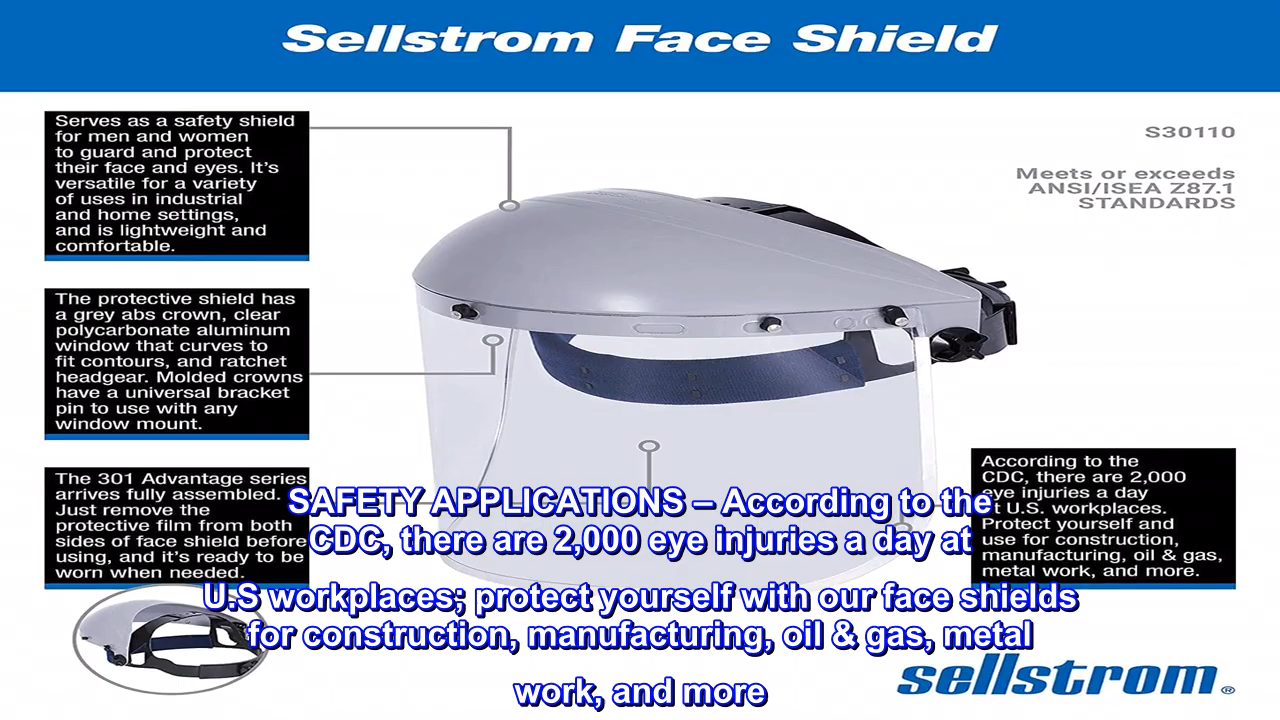 Sellstrom Face Shield
Serves as a safety shield
for men and women
to guard and protect
their face and eyes. It's
versatile for a variety
of uses in industrial
and home settings,
and is lightweight and
comfortable.
S30110
Meets or exceeds
ANSI/ISEA Z87.1
STANDARDS
The protective shield has
a grey abs crown, clear
polycarbonate aluminum
window that curves to
fit contours, and ratchet
headgear. Molded crowns
have a universal bracket
pin to use with any
window mount.
The 301 Advantage series
arrives fully assembled.
Just remove the
protective film from both
sides of face shield before
using, and it's ready to be
worn when needed.
According to the
CDC, there are 2,000
eye injuries a day
at U.S. workplaces.
Protect yourself and
use for construction,
manufacturing, oil & gas,
metal work, and more.
SAFETY APPLICATIONS – According to the
CDC, there are 2,000 eye injuries a day at
U.S workplaces; protect yourself with our face shields
for construction, manufacturing, oil & gas, metal
work, and more
sellstrom®